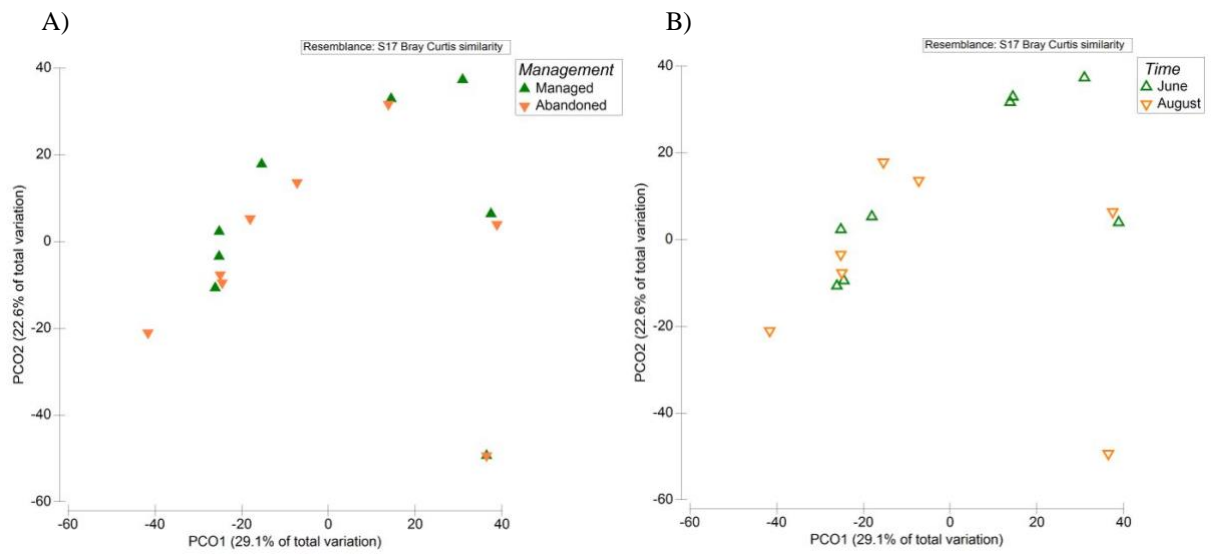 A)
Resemblance: S17 Bray Curtis similarity
Management
Managed
Abandoned
40
20
0
-20
-40
-60
PCO2 (22.6% of total variation)
-60 -40 -20 0 20 40
PCO1 (29.1% of total variation)
B)
Resemblance: S17 Bray Curtis similarity
Time
June
August
40
20
0
-20
-40
-60
PCO2 (22.6% of total variation)
-60 -40 -20 0 20 40
PCO1 (29.1% of total variation)